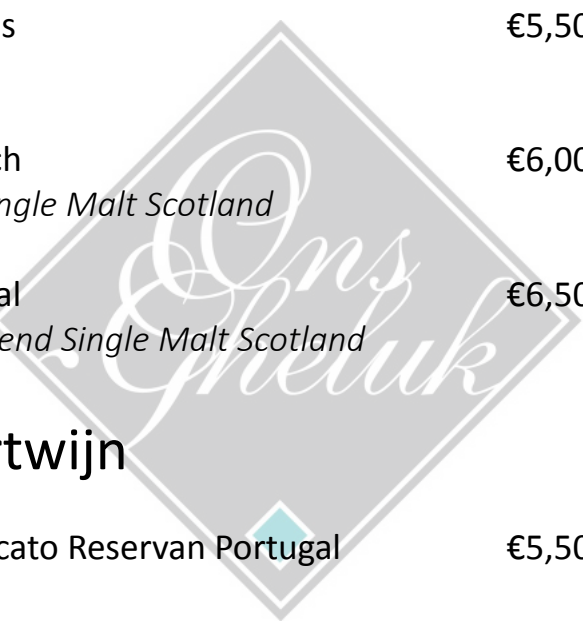 s €5,50
ch €6,00
ngle Malt Scotland
Ons
al €6,50
end Single Malt Scotland
Gheluk
rtwijn
cato Reservan Portugal €5,50